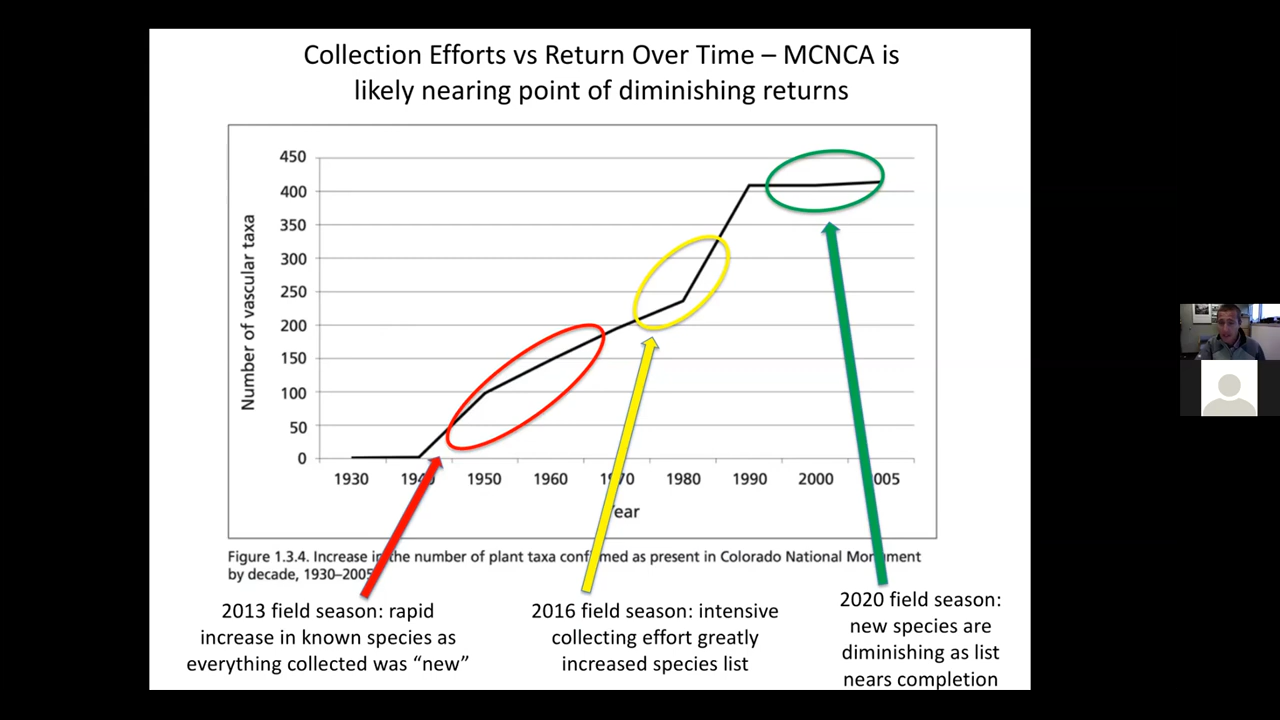 Collection Efforts vs Return Over Time – MCNCA is
likely nearing point of diminishing returns
450
400
350
300
250
200
150
100
50
0
Number of vascular taxa
1930
1940
1950
1960
1970
1980
1990
2000
2005
Year
Figure 1.3.4. Increase in the number of plant taxa confirmed as present in Colorado National Monument
by decade, 1930–2005
2013 field season: rapid
increase in known species as
everything collected was “new”
2016 field season: intensive
collecting effort greatly
increased species list
2020 field season:
new species are
diminishing as list
nears completion